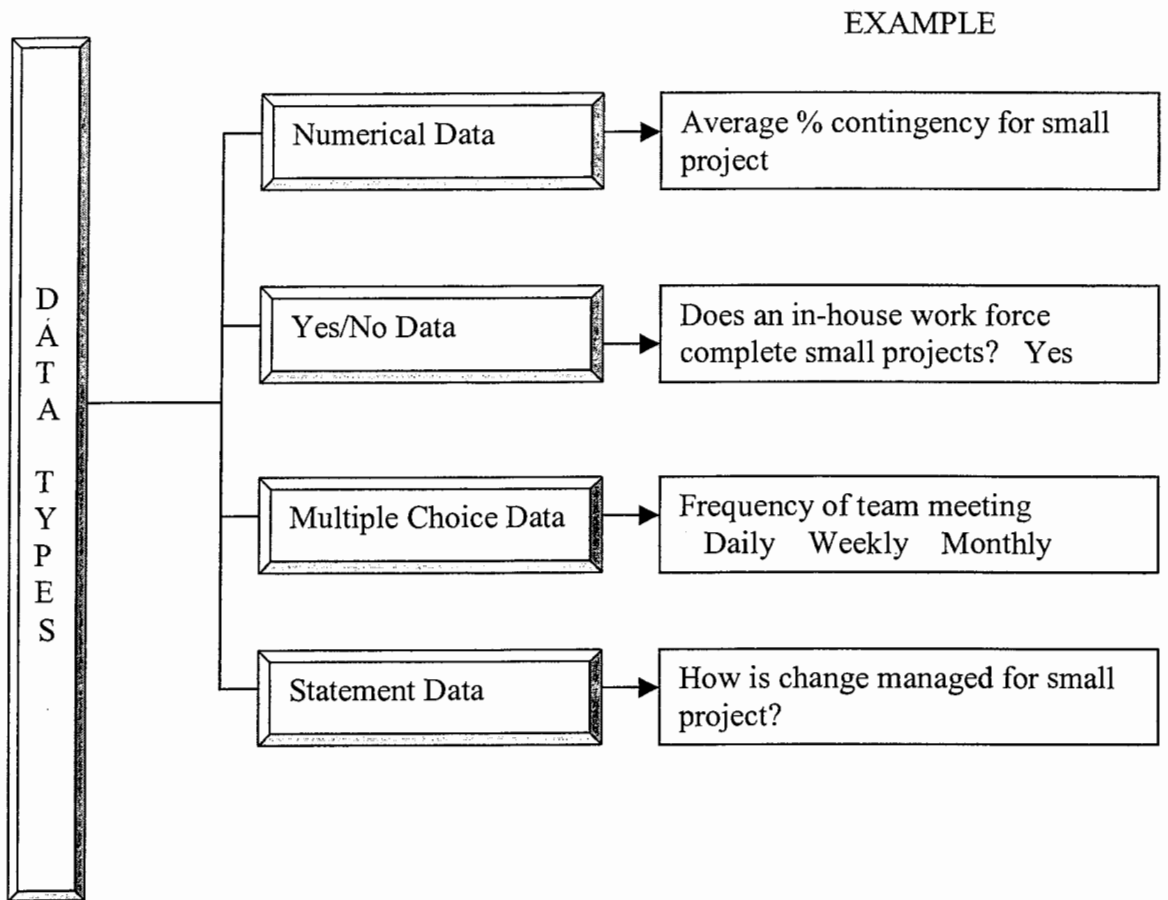 EXAMPLE
DATA TYPES
Numerical Data
Average % contingency for small
project
Yes/No Data
Does an in-house work force
complete small projects? Yes
Multiple Choice Data
Frequency of team meeting
Daily Weekly Monthly
Statement Data
How is change managed for small
project?